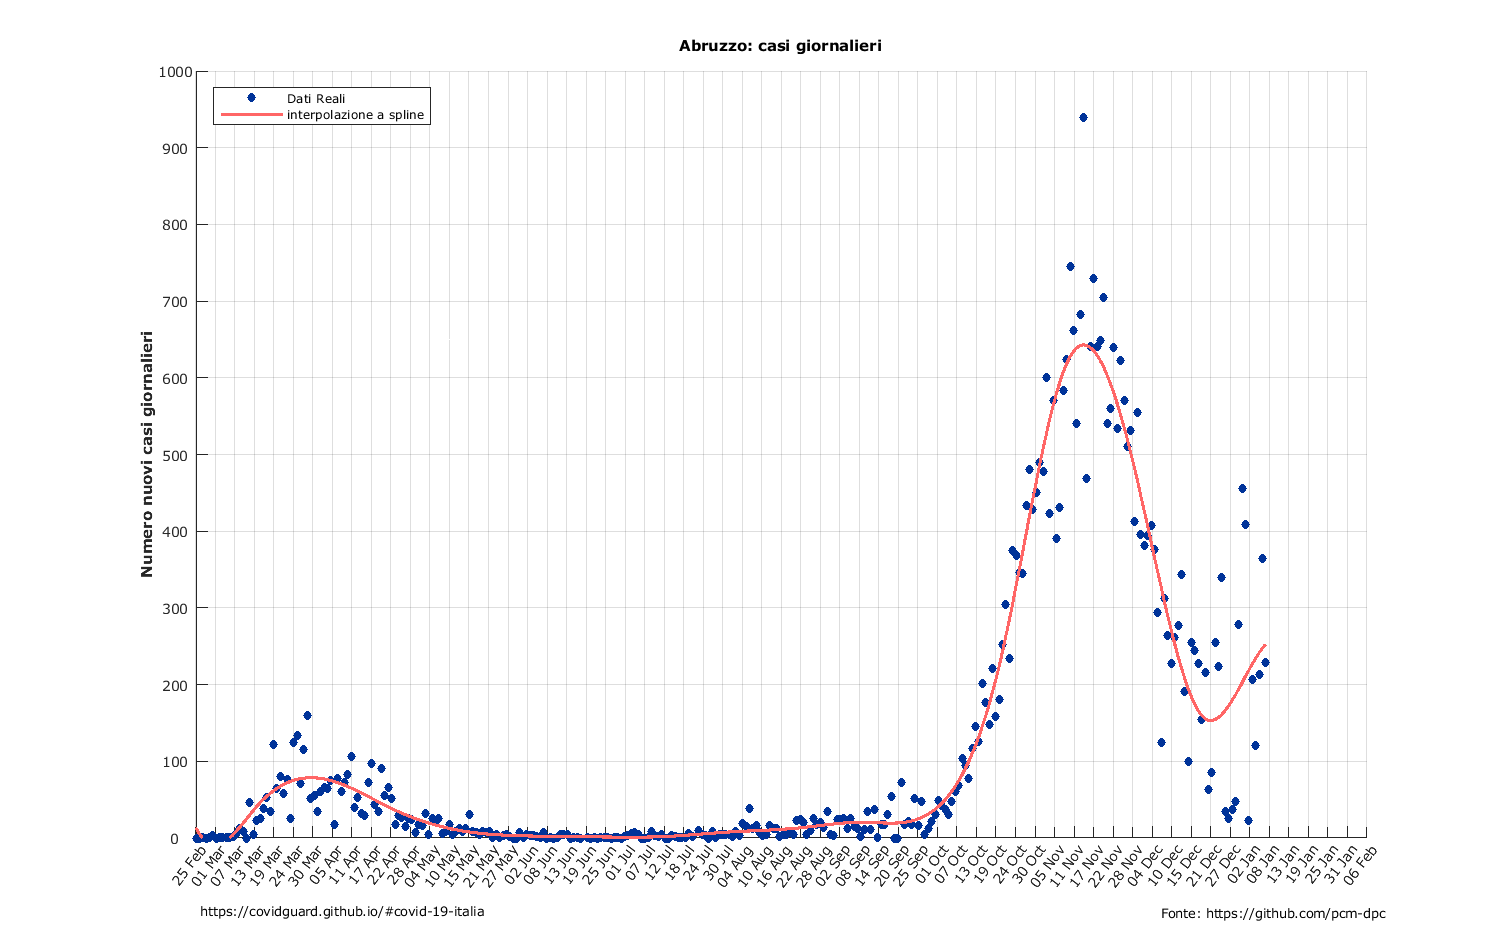 Abruzzo: casi giornalieri
Dati Reali
interpolazione a spline
Numero nuovi casi giornalieri
1000
900
800
700
600
500
400
300
200
100
0
25 Feb
01 Mar
07 Mar
13 Mar
19 Mar
24 Mar
30 Mar
05 Apr
11 Apr
17 Apr
22 Apr
28 Apr
04 May
10 May
15 May
21 May
27 May
02 Jun
08 Jun
13 Jun
19 Jun
25 Jun
01 Jul
07 Jul
12 Jul
18 Jul
24 Jul
30 Jul
04 Aug
10 Aug
16 Aug
22 Aug
28 Aug
02 Sep
08 Sep
14 Sep
20 Sep
25 Sep
01 Oct
07 Oct
13 Oct
19 Oct
24 Oct
30 Oct
05 Nov
11 Nov
17 Nov
22 Nov
28 Nov
04 Dec
10 Dec
15 Dec
21 Dec
27 Dec
02 Jan
08 Jan
13 Jan
19 Jan
25 Jan
31 Jan
06 Feb
https://covidguard.github.io/#covid-19-italia
Fonte: https://github.com/pcm-dpc